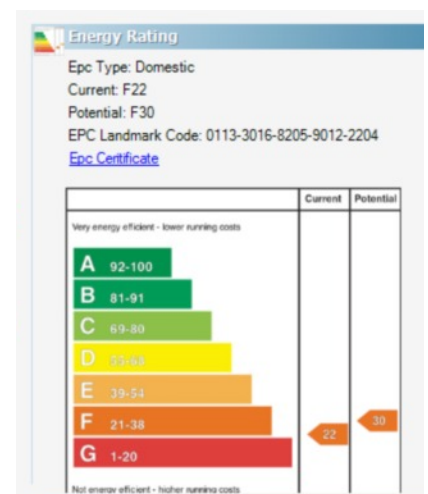 Energy Rating
Epc Type: Domestic
Current: F22
Potential: F30
EPC Landmark Code: 0113-3016-8205-9012-2204
Epc Certificate
Current Potential
Very energy efficient - lower running costs
A 92-100
B 81-91
C 69-80
D
E 39-54
F 21-38
22
30
G 1-20
Not energy efficient - higher running costs